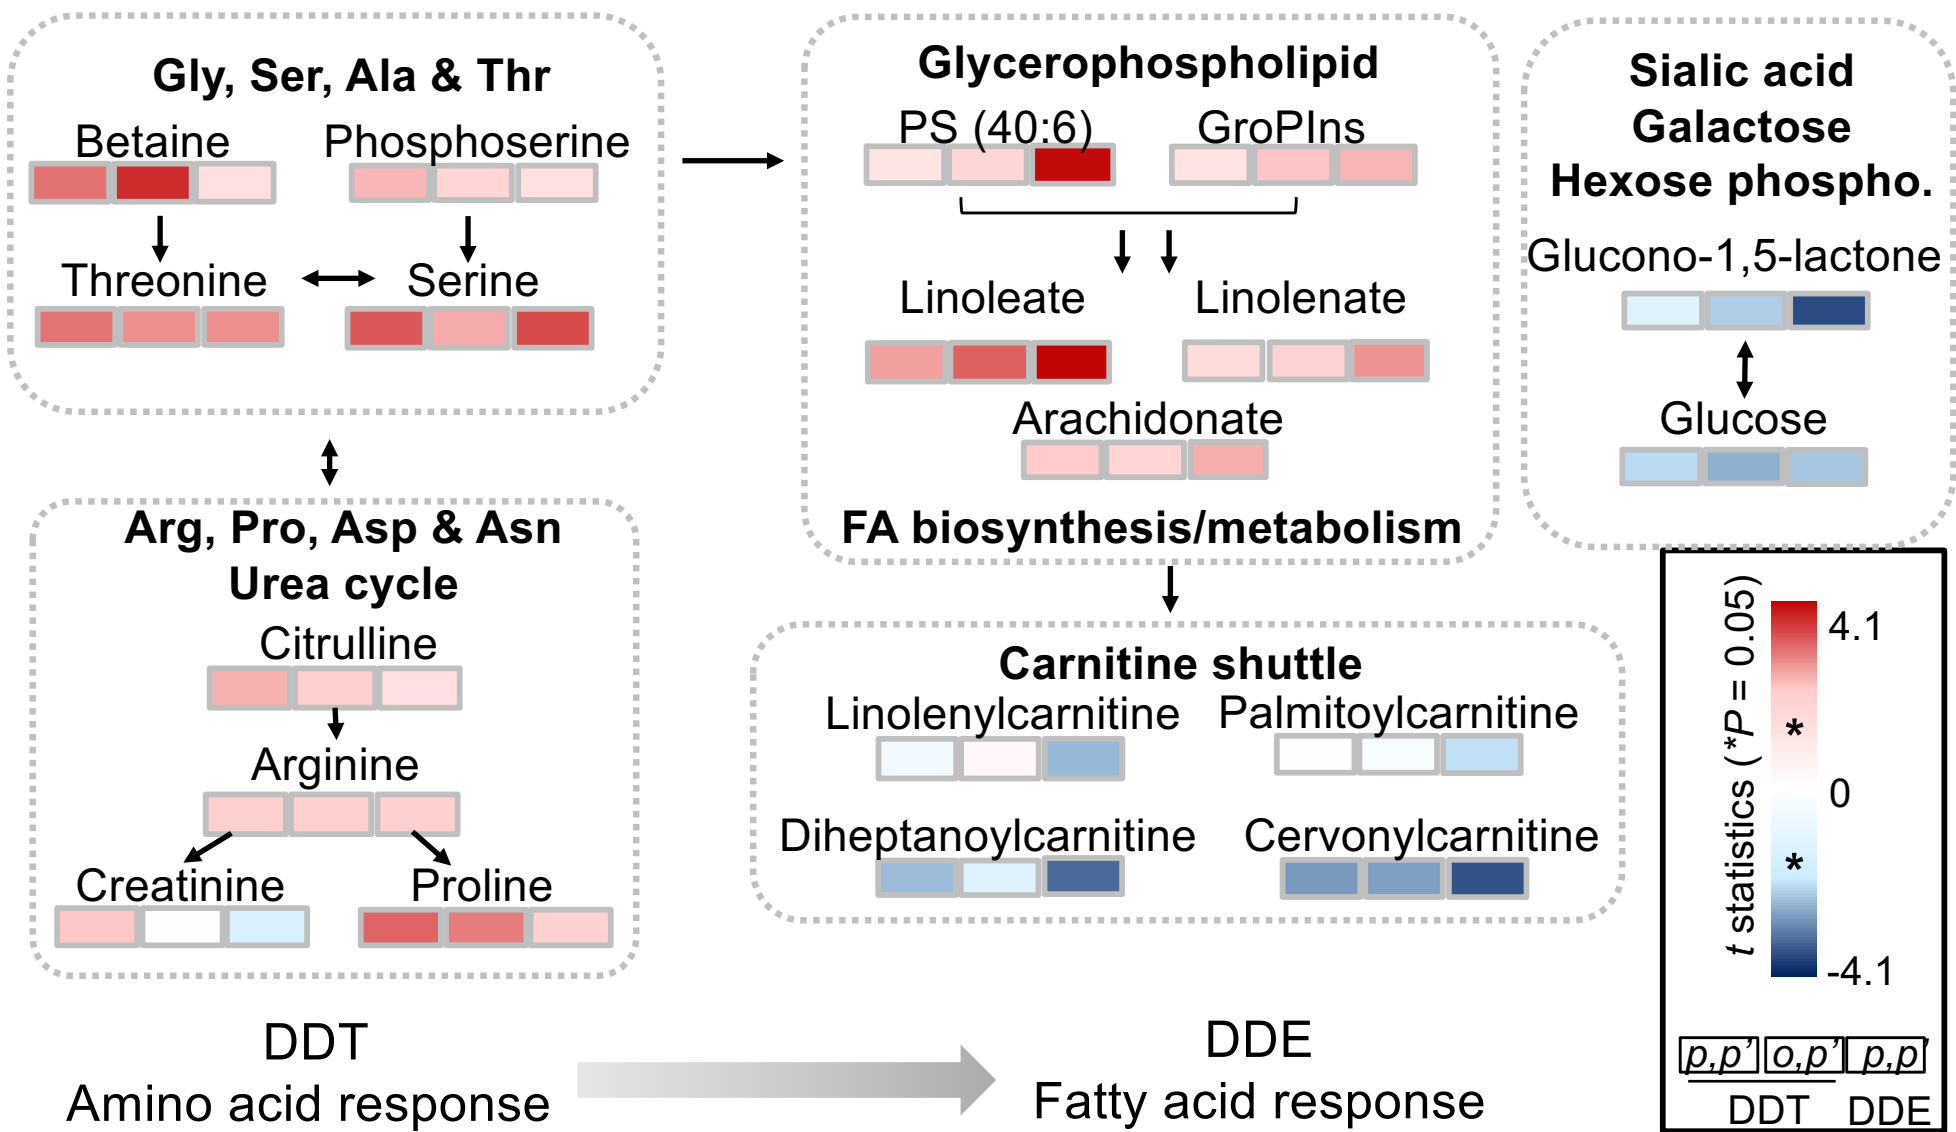 Gly, Ser, Ala & Thr
Betaine
Phosphoserine
Threonine
Serine
Arg, Pro, Asp & Asn
Urea cycle
Citrulline
Arginine
Creatinine
Proline
Glycerophospholipid
PS (40:6)
GroPIns
Linoleate
Linolenate
Arachidonate
FA biosynthesis/metabolism
Carnitine shuttle
Linolenylcarnitine
Palmitoylcarnitine
Diheptanoylcarnitine
Cervonylcarnitine
Sialic acid
Galactose
Hexose phospho.
Glucono-1,5-lactone
Glucose
t statistics (*P = 0.05)
4.1
*
0
*
-4.1
p,p’ o,p’ p,p’
DDT DDE
DDT
Amino acid response
DDE
Fatty acid response